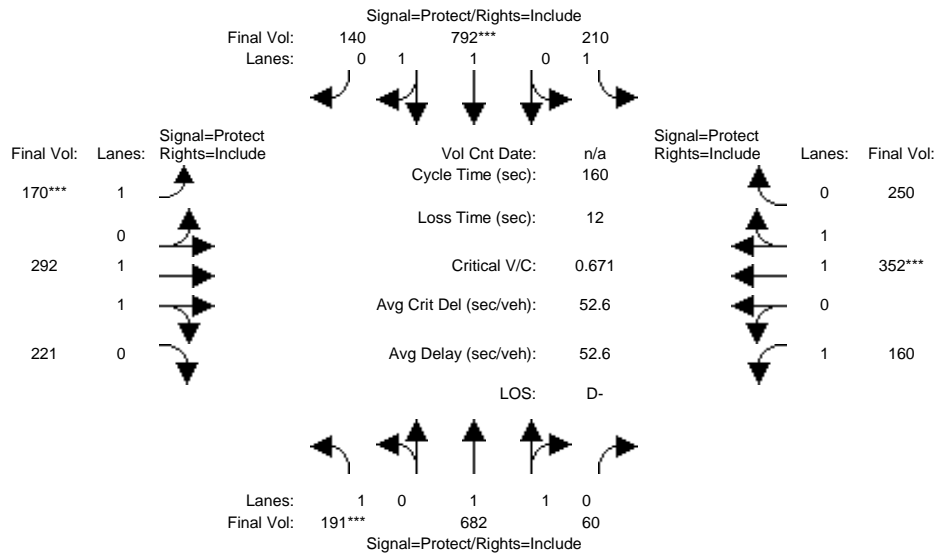 Signal=Protect/Rights=Include
Final Vol: 140 792*** 210
Lanes: 0 1 1 0 1
Signal=Protect Signal=Protect
Final Vol: Lanes: Rights=Include Vol Cnt Date: n/a Rights=Include Lanes: Final Vol:
Cycle Time (sec): 160
170*** 1 0 250
Loss Time (sec): 12
0 1
292 1 Critical V/C: 0.671 1 352***
1 Avg Crit Del (sec/veh): 52.6 0
221 0 Avg Delay (sec/veh): 52.6 1 160
LOS: D-
Lanes: 1 0 1 1 0
Final Vol: 191*** 682 60
Signal=Protect/Rights=Include